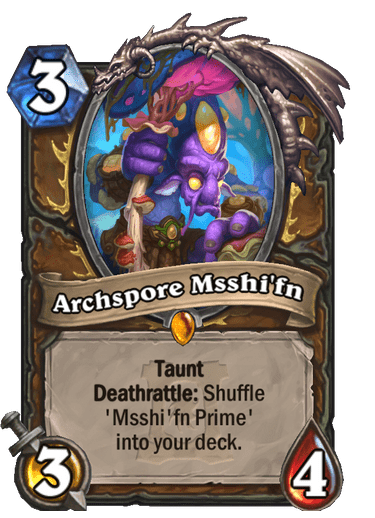 3
Archspore Msshi'fn
Taunt
Deathrattle: Shuffle
'Msshi'fn Prime'
into your deck.
3
4